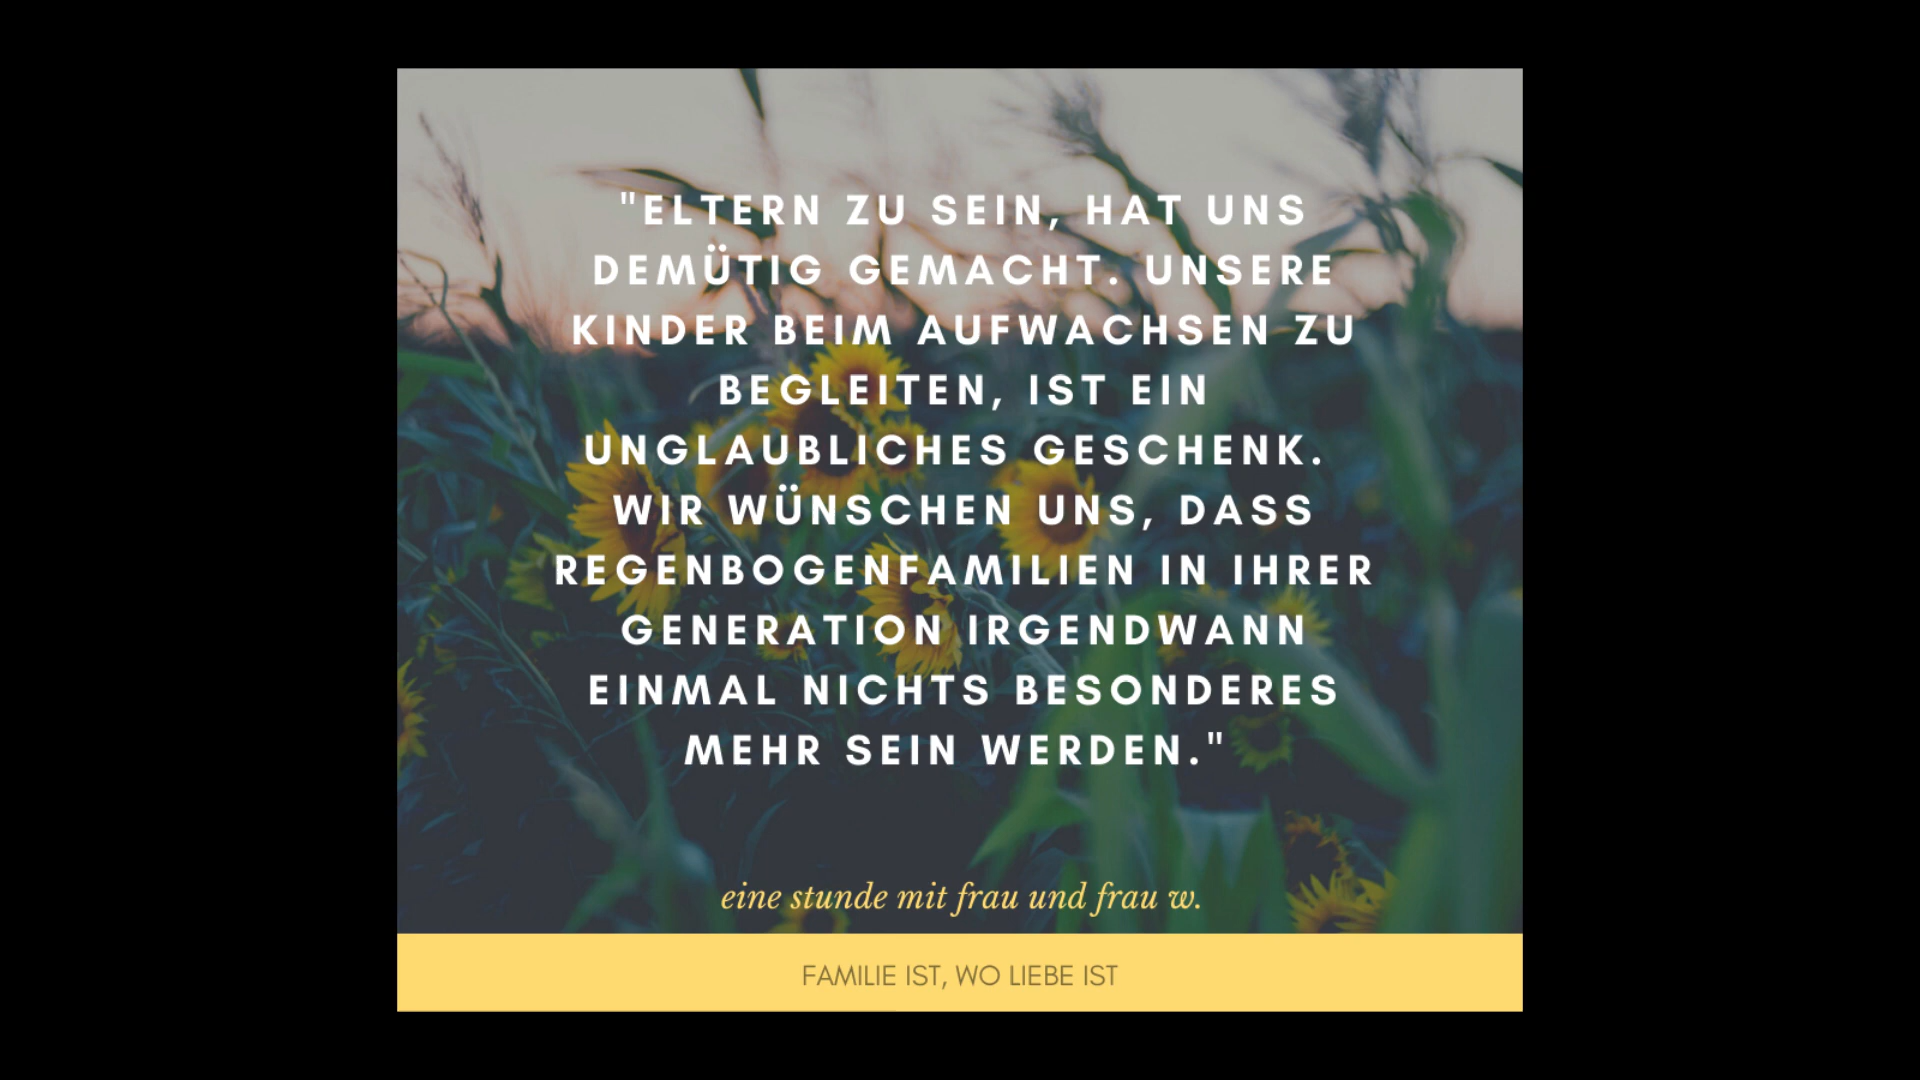 "ELTERN ZU SEIN, HAT UNS
DEMÜTIG GEMACHT. UNSERE
KINDER BEIM AUFWACHSEN ZU
BEGLEITEN, IST EIN
UNGLAUBLICHES GESCHENK.
WIR WÜNSCHEN UNS, DASS
REGENBOGENFAMILIEN IN IHRER
GENERATION IRGENDWANN
EINMAL NICHTS BESONDERES
MEHR SEIN WERDEN."
eine stunde mit frau und frau w.
FAMILIE IST, WO LIEBE IST